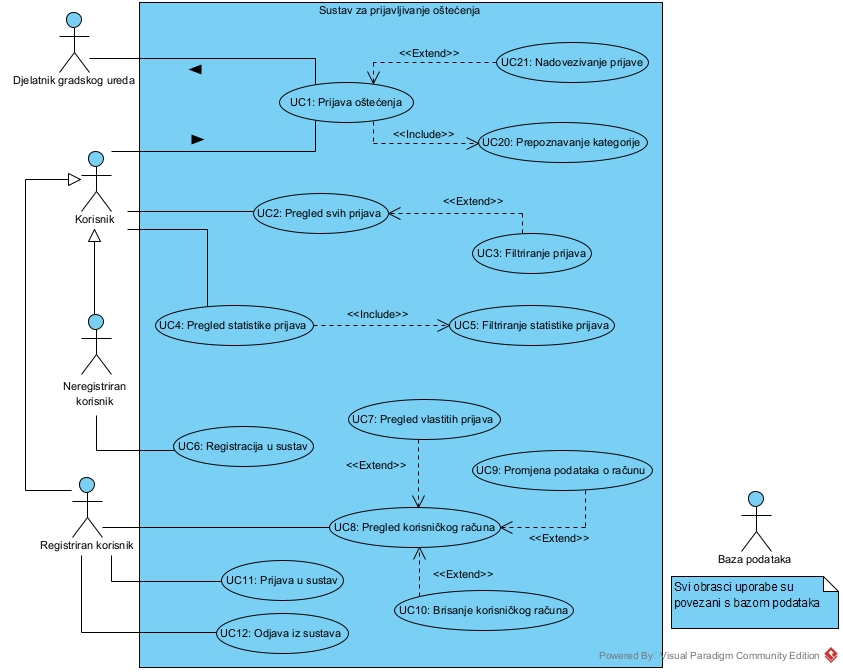 Sustav za prijavljivanje oštećenja
Djelatnik gradskog ureda
<<Extend>>
UC21: Nadovezivanje prijave
UC1: Prijava oštećenja
<<Include>>
UC20: Prepoznavanje kategorije
Korisnik
UC2: Pregled svih prijava
<<Extend>>
UC3: Filtriranje prijava
UC4: Pregled statistike prijava
<<Include>>
UC5: Filtriranje statistike prijava
Neregistriran
korisnik
UC6: Registracija u sustav
UC7: Pregled vlastitih prijava
<<Extend>>
UC9: Promjena podataka o računu
Registriran korisnik
UC8: Pregled korisničkog računa
<<Extend>>
UC11: Prijava u sustav
<<Extend>>
UC10: Brisanje korisničkog računa
UC12: Odjava iz sustava
Baza podataka
Svi obrasci uporabe su
povezani s bazom podataka
Powered By Visual Paradigm Community Edition